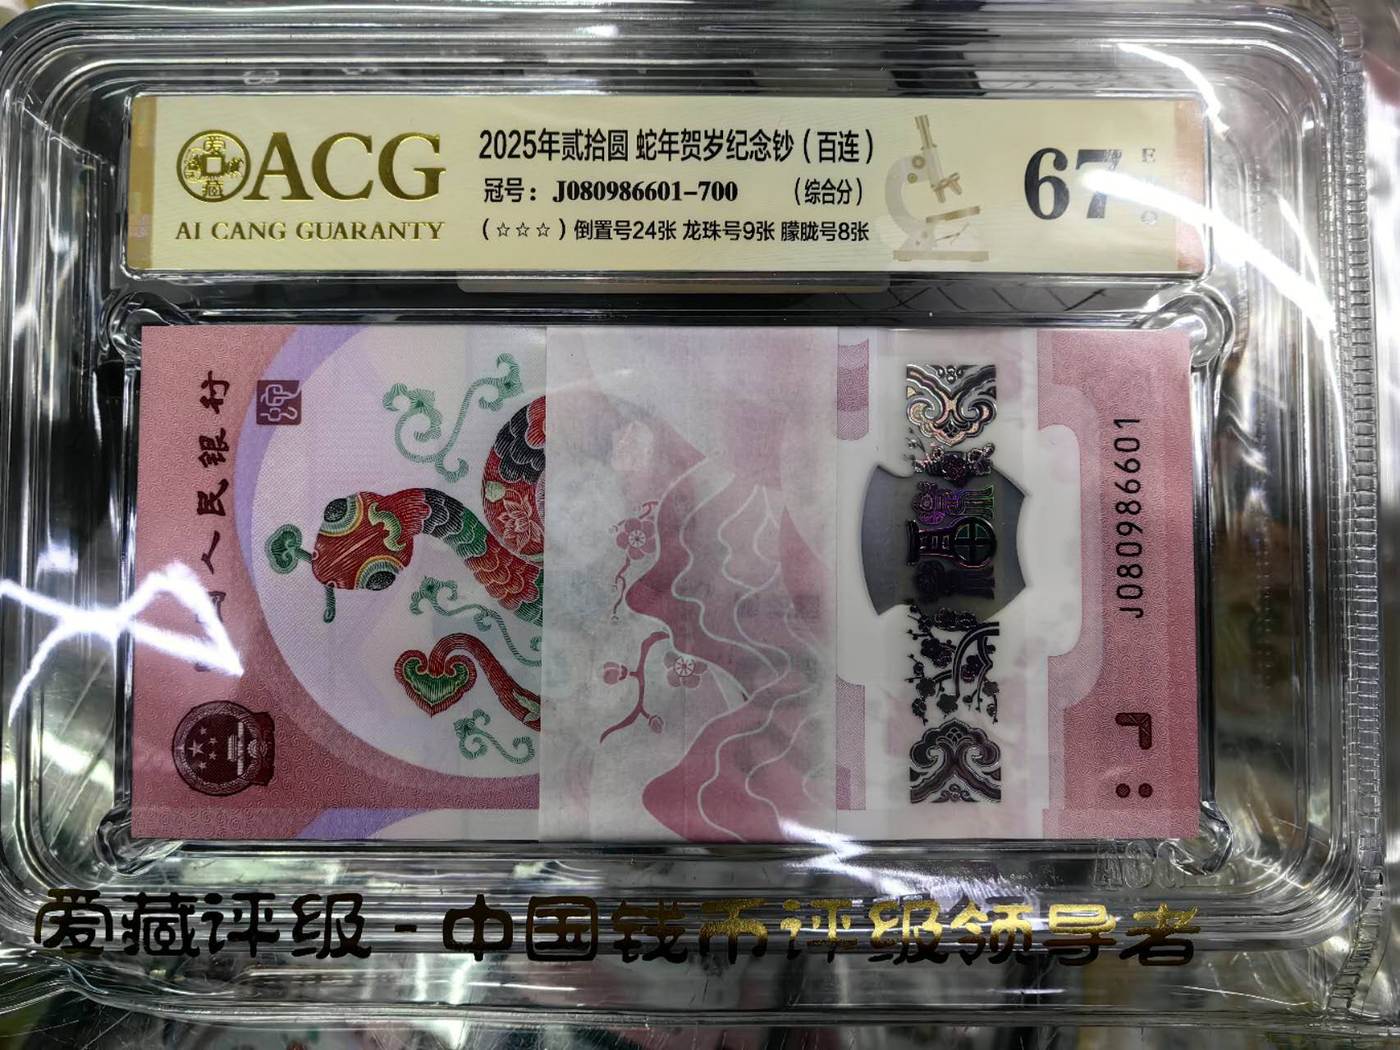 爱藏
ACG
AI CANG GUARANTY
2025年贰拾圆 蛇年贺岁纪念钞（百连）
冠号：J080986601-700 （综合分）
（☆☆☆）倒置号24张 龙珠号9张 朦胧号8张
67
E
人民银行
J080986601
爱藏评级-中国钱币评级领导者